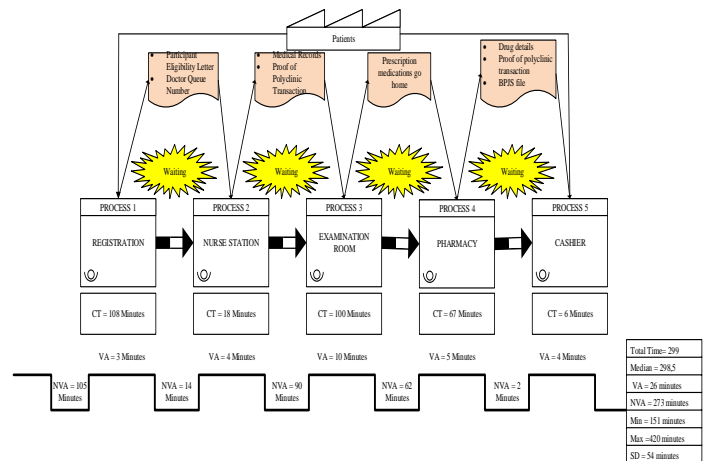 Patients
• Participant
Eligibility Letter
• Doctor Queue
Number
• Medical Records
• Proof of
Polyclinic
Transaction
Prescription
medications go
home
• Drug details
• Proof of polyclinic
transaction
• BPJS file
Waiting
Waiting
Waiting
Waiting
PROCESS 1
REGISTRATION
PROCESS 2
NURSE STATION
PROCESS 3
EXAMINATION
ROOM
PROCESS 4
PHARMACY
PROCESS 5
CASHIER
CT = 108 Minutes
CT = 18 Minutes
CT = 100 Minutes
CT = 67 Minutes
CT = 6 Minutes
VA = 3 Minutes
VA = 4 Minutes
VA = 10 Minutes
VA = 5 Minutes
VA = 4 Minutes
NVA = 105
Minutes
NVA = 14
Minutes
NVA = 90
Minutes
NVA = 62
Minutes
NVA = 2
Minutes
Total Time= 299
Median = 298,5
VA = 26 minutes
NVA = 273 minutes
Min = 151 minutes
Max =420 minutes
SD = 54 minutes